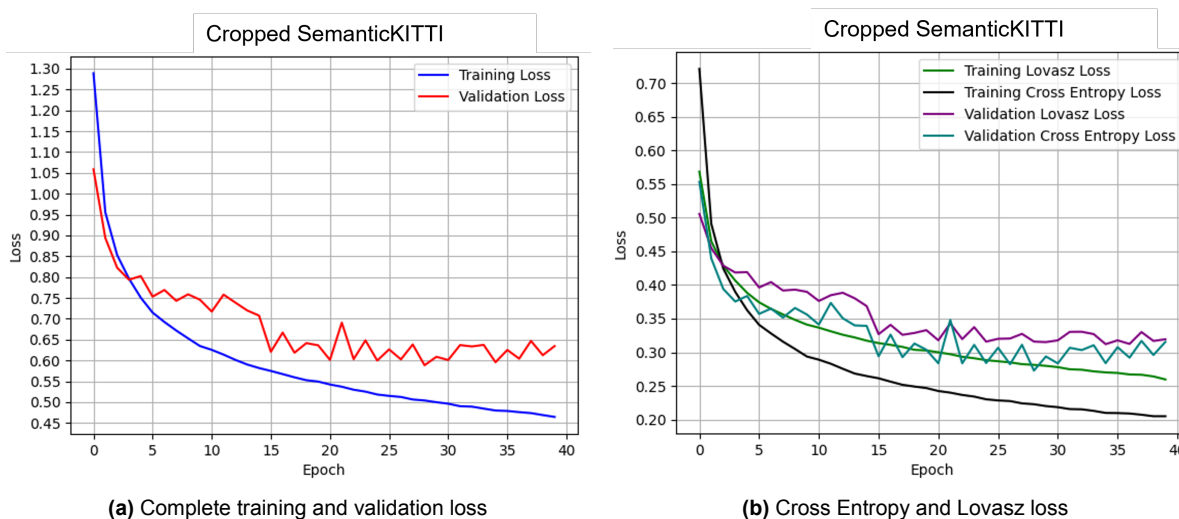 Cropped SemanticKITTI
1.30
1.25
1.20
1.15
1.10
1.05
1.00
0.95
0.90
0.85
0.80
0.75
0.70
0.65
0.60
0.55
0.50
0.45
Loss
Training Loss
Validation Loss
0 5 10 15 20 25 30 35 40
Epoch
(a) Complete training and validation loss
Cropped SemanticKITTI
0.70
0.65
0.60
0.55
0.50
0.45
0.40
0.35
0.30
0.25
0.20
Loss
Training Lovasz Loss
Training Cross Entropy Loss
Validation Lovasz Loss
Validation Cross Entropy Loss
0 5 10 15 20 25 30 35 40
Epoch
(b) Cross Entropy and Lovasz loss